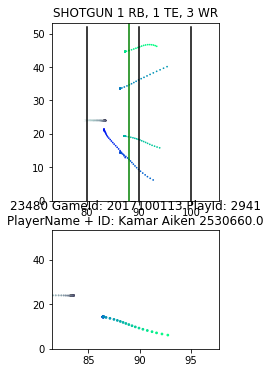 SHOTGUN 1 RB, 1 TE, 3 WR
50
40
30
20
10
0
80 90 100
23480 GameId: 2017100113 PlayId: 2941
PlayerName + ID: Kamar Aiken 2530660.0
40
20
0
85 90 95